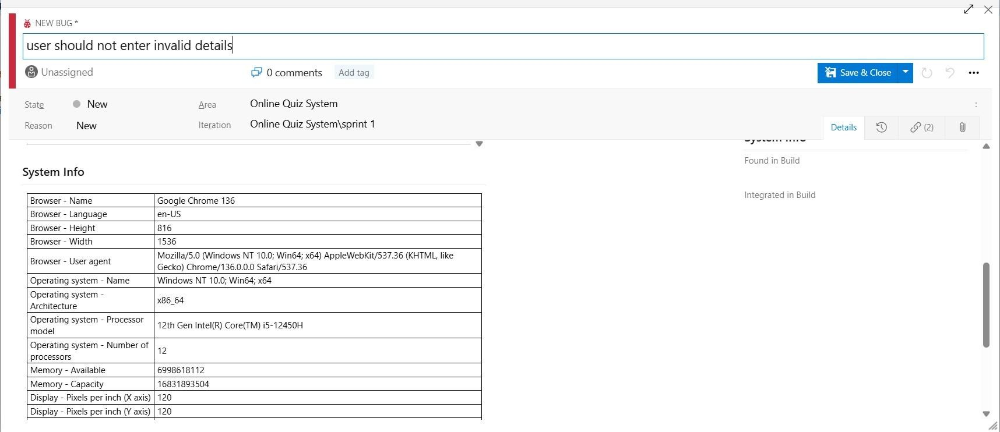 NEW BUG *
user should not enter invalid details
Unassigned
0 comments
Add tag
Save & Close
State
New
Area
Online Quiz System
Reason
New
Iteration
Online Quiz System\sprint 1
Details
(2)
System Info
Found in Build
Integrated in Build
System Info
Browser - Name
Google Chrome 136
Browser - Language
en-US
Browser - Height
816
Browser - Width
1536
Browser - User agent
Mozilla/5.0 (Windows NT 10.0; Win64; x64) AppleWebKit/537.36 (KHTML, like
Gecko) Chrome/136.0.0.0 Safari/537.36
Operating system - Name
Windows NT 10.0; Win64; x64
Operating system -
Architecture
x86_64
Operating system - Processor
model
12th Gen Intel(R) Core(TM) i5-12450H
Operating system - Number of
processors
12
Memory - Available
6998618112
Memory - Capacity
16831893504
Display - Pixels per inch (X axis)
120
Display - Pixels per inch (Y axis)
120